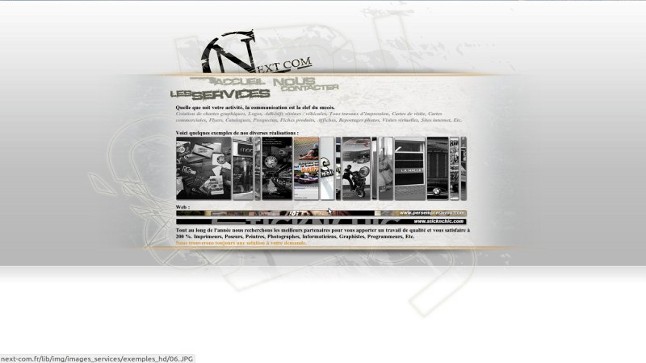 NEXT COM
ACCUEIL NOUS CONTACTER
LES SERVICES
Quelle que soit votre activité, la communication est la clef du succès.
Création de chartes graphiques, Logos, adhésifs vitrines / véhicules, Tous travaux d'impression, Cartes de visite, Cartes
commerciales, Flyers, Catalogues, Prospectus, Fiches produits, Affiches, Reportages photos, Visites virtuelles, Sites internet, Etc.
Voici quelques exemples de nos diverses réalisations :
Web :
Tout au long de l'année nous recherchons les meilleurs partenaires pour vous apporter un travail de qualité et vous satisfaire à
200 %. Imprimeurs, Poseurs, Peintres, Photographes, Informaticiens, Graphistes, Programmeurs, Etc.
Nous trouverons toujours une solution à votre demande.
next-com.fr/lib/img/images_services/exemples_hd/06.JPG